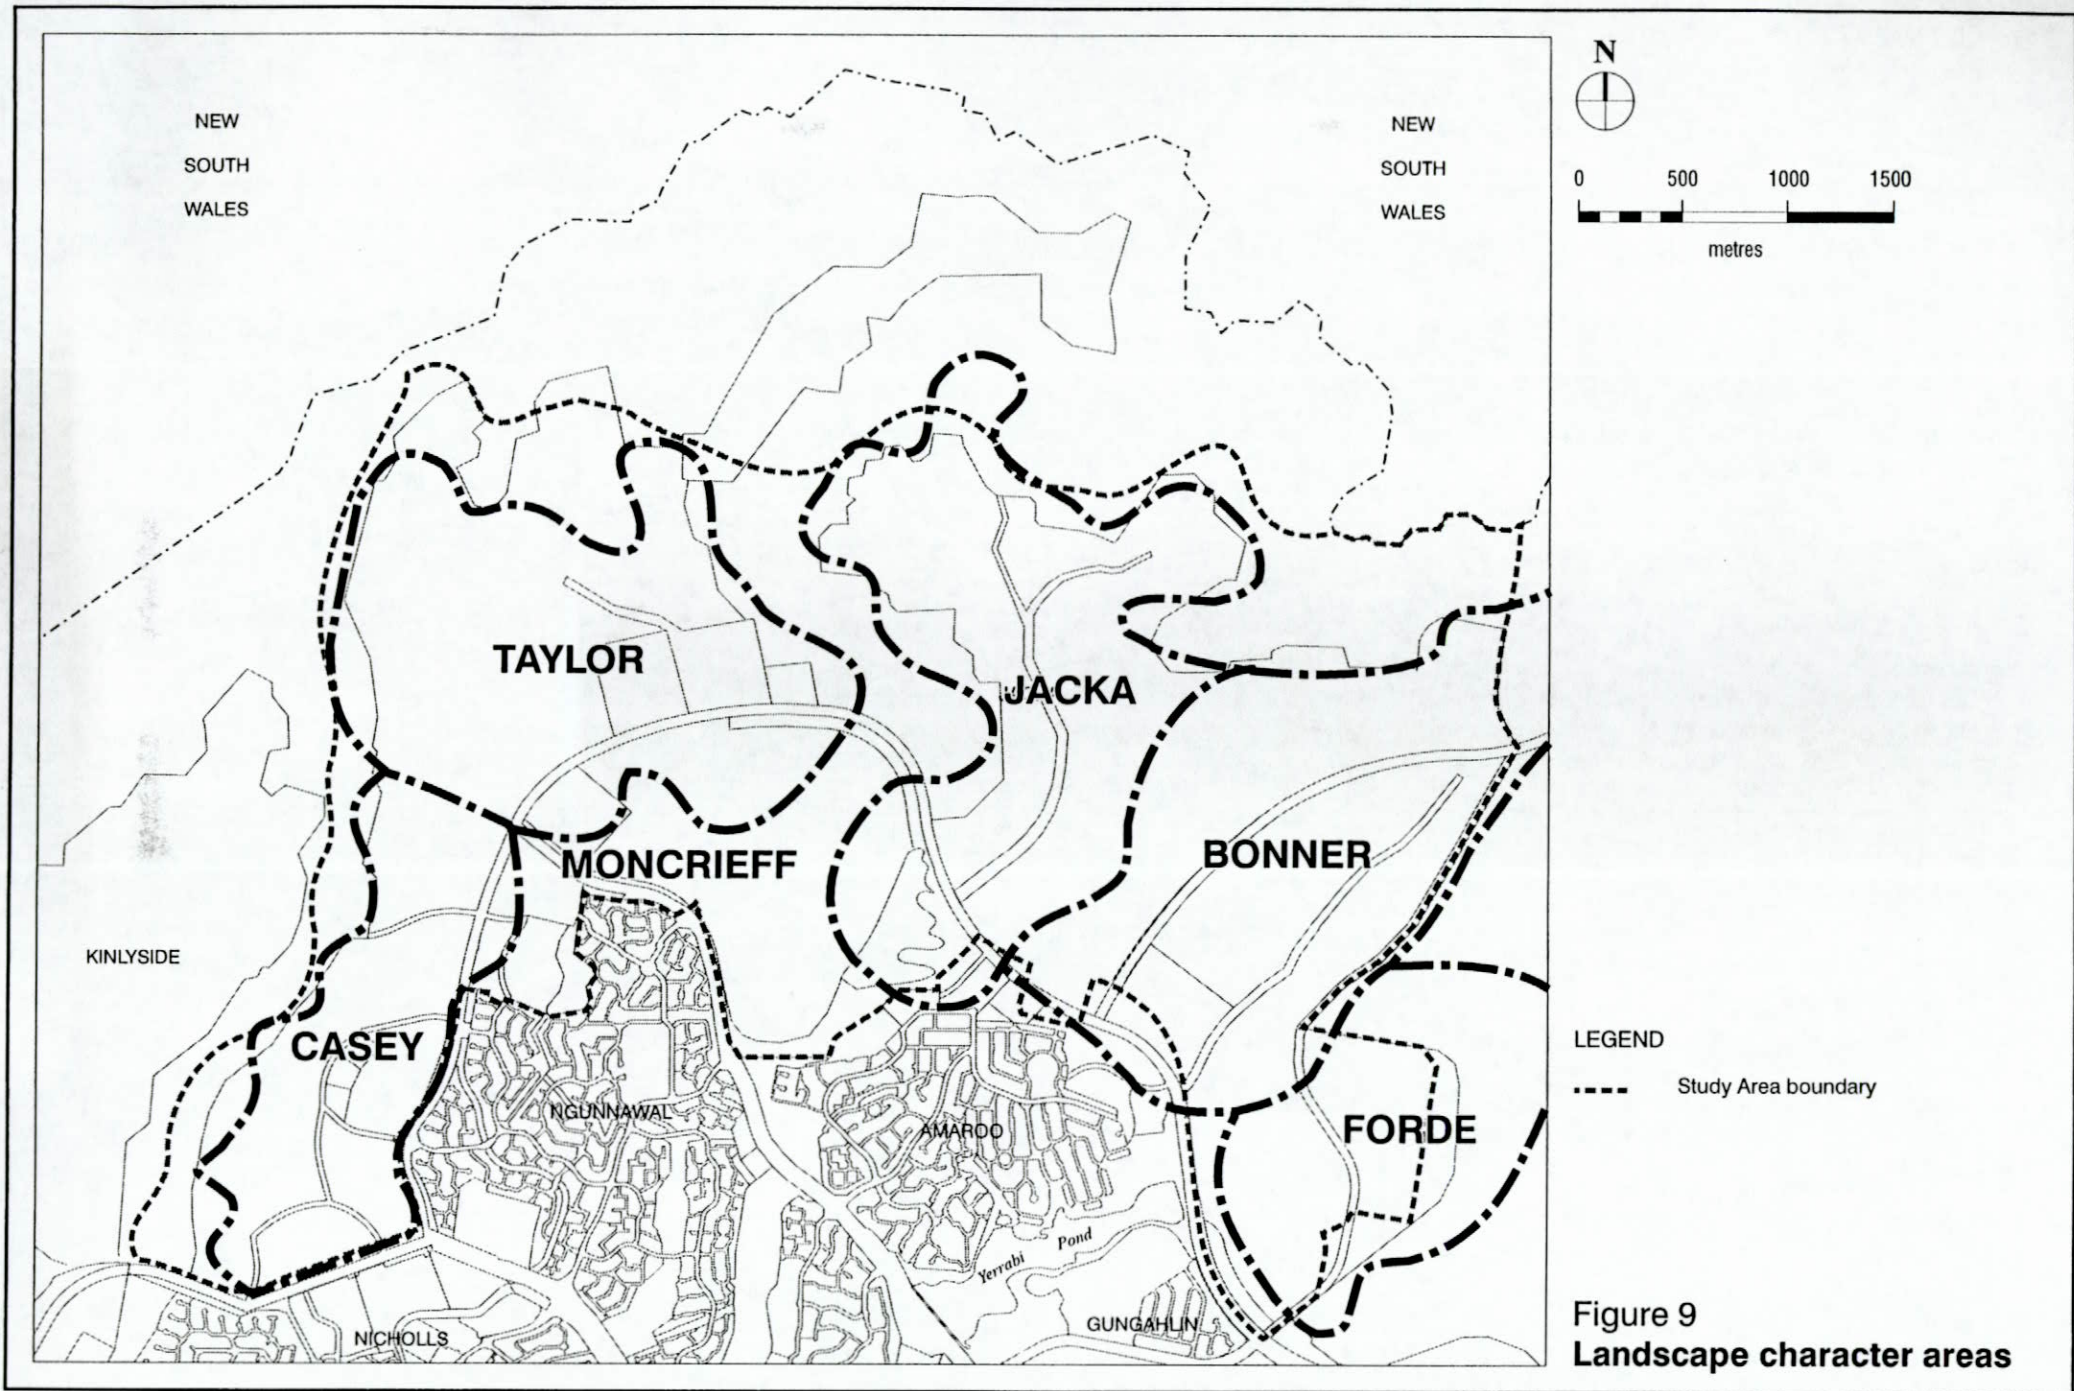 NEW
SOUTH
WALES
NEW
SOUTH
WALES
N
0 500 1000 1500
metres
TAYLOR
JACKA
MONCRIEFF
BONNER
KINLYSIDE
CASEY
NGUNNAWAL
AMAROO
FORDE
Yerrabi Pond
NICHOLLS
GUNGAHLIN
LEGEND
Study Area boundary
Figure 9
Landscape character areas